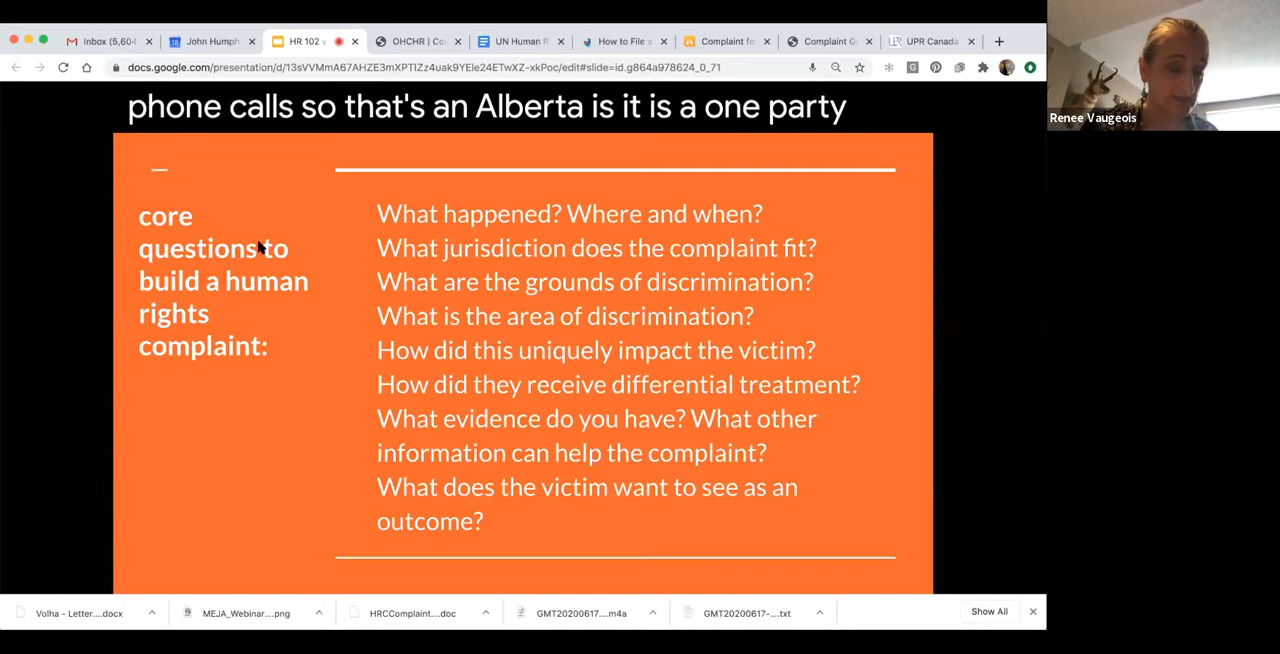 Inbox (5,604
John Humph
HR 102 v
OHCHR | Co
UN Human R
How to File a
Complaint fo
Complaint G
UPR Canada
docs.google.com/presentation/d/13sVVMmA67AHZE3mXPTIZz4uak9YEle24ETwXZ-xkPoc/edit#slide=id.g864a978624_0_71
Renee Vaugeois
phone calls so that's an Alberta is it is a one party
core
questions to
build a human
rights
complaint:
What happened? Where and when?
What jurisdiction does the complaint fit?
What are the grounds of discrimination?
What is the area of discrimination?
How did this uniquely impact the victim?
How did they receive differential treatment?
What evidence do you have? What other
information can help the complaint?
What does the victim want to see as an
outcome?
Volha - Letter....docx
MEJA_Webinar....png
HRCComplaint....doc
GMT20200617....m4a
GMT20200617-....txt
Show All